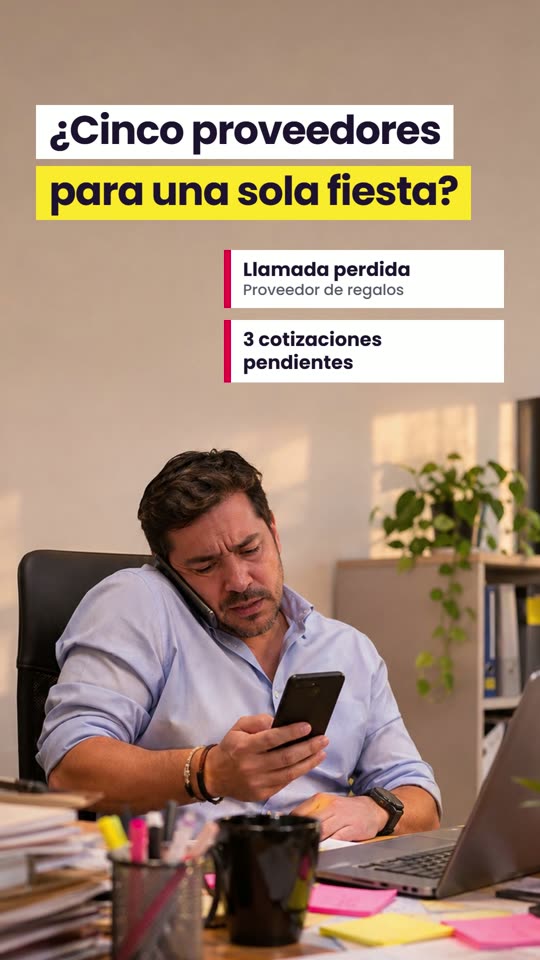 ¿Cinco proveedores
para una sola fiesta?
Llamada perdida
Proveedor de regalos
3 cotizaciones
pendientes